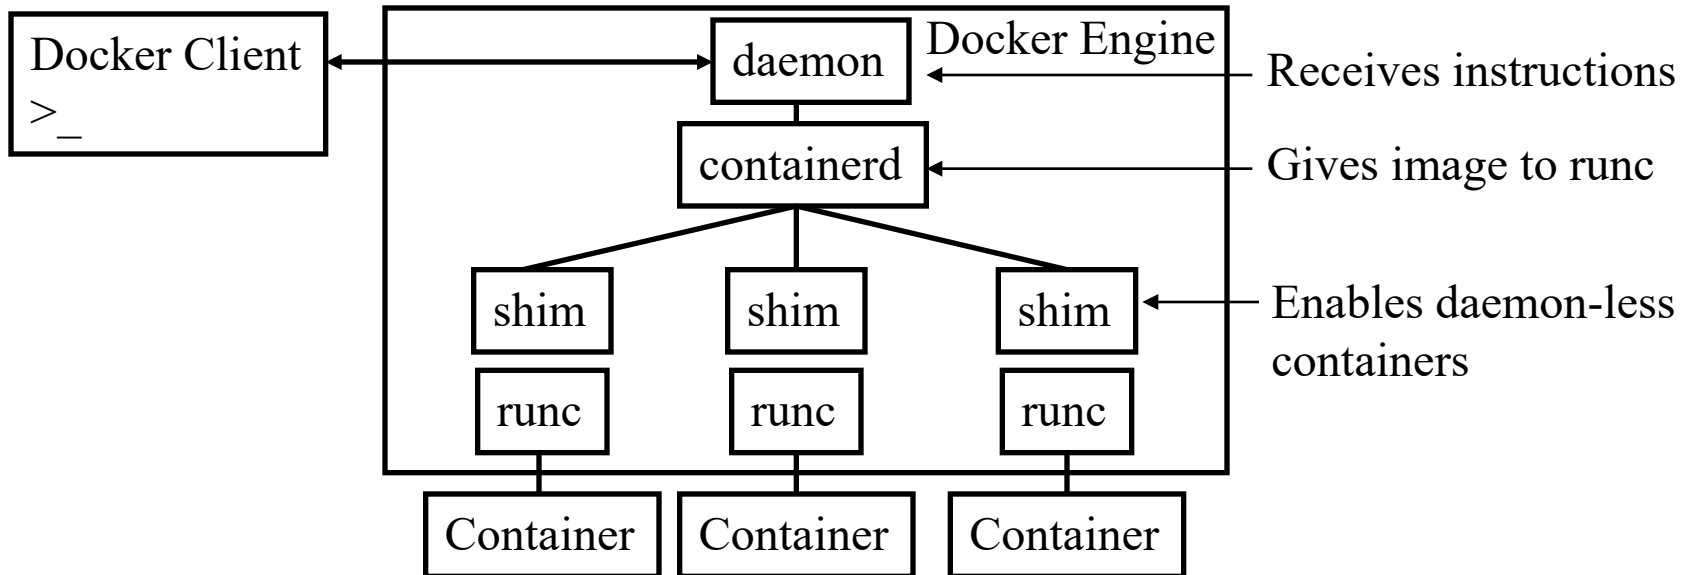 Docker Client
>_
daemon
Docker Engine
Receives instructions
containerd
Gives image to runc
shim
shim
shim
Enables daemon-less
containers
runc
runc
runc
Container
Container
Container